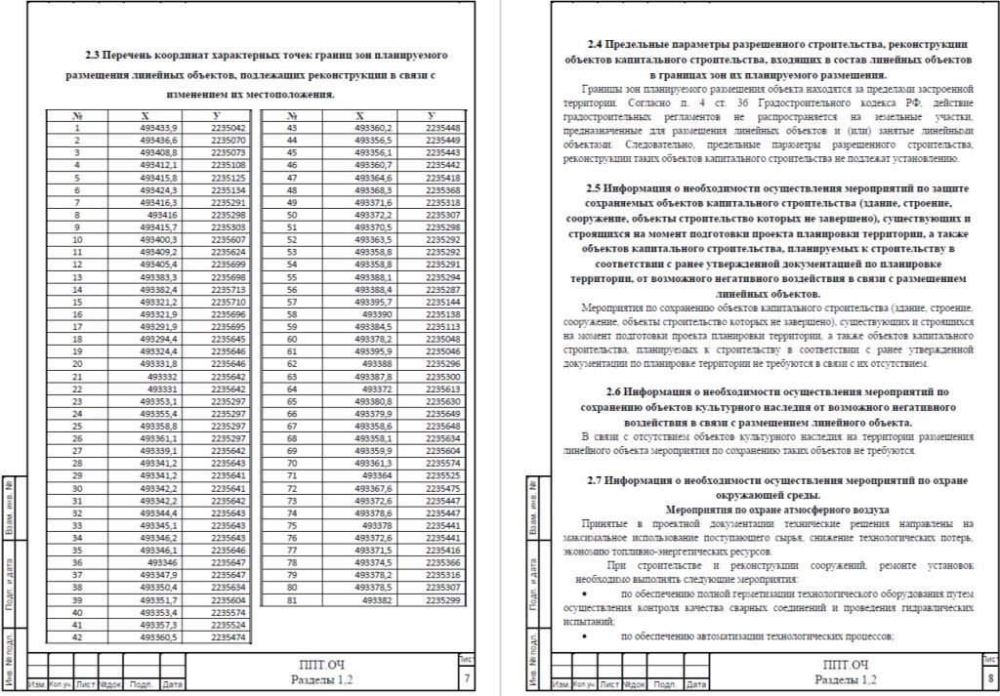 2.3 Перечень координат характерных точек границ зон планируемого
размещения линейных объектов, подлежащих реконструкции в связи с
изменением их местоположения.
№ X У
1 493433,9 2235042
2 493436,6 2235070
3 493408,8 2235073
4 493412,1 2235108
5 493415,8 2235125
6 493424,3 2235134
7 493416,3 2235291
8 493416 2235298
9 493415,7 2235303
10 493400,3 2235607
11 493409,2 2235624
12 493405,4 2235699
13 493383,3 2235698
14 493382,4 2235713
15 493321,2 2235710
16 493321,9 2235696
17 493291,9 2235695
18 493294,4 2235645
19 493324,4 2235646
20 493331,8 2235646
21 493332 2235642
22 493331 2235642
23 493353,1 2235297
24 493355,4 2235297
25 493358,8 2235297
26 493361,1 2235297
27 493339,1 2235642
28 493341,2 2235643
29 493341,2 2235641
30 493342,2 2235641
31 493342,2 2235642
32 493344,4 2235643
33 493345,1 2235643
34 493346,2 2235643
35 493346,1 2235646
36 493346 2235647
37 493347,9 2235647
38 493350,4 2235634
39 493351,7 2235604
40 493353,4 2235574
41 493357,3 2235524
42 493360,5 2235474
№ X У
43 493360,2 2235448
44 493356,5 2235449
45 493356,1 2235443
46 493360,7 2235442
47 493364,6 2235418
48 493368,3 2235368
49 493371,6 2235318
50 493372,2 2235307
51 493370,5 2235298
52 493363,5 2235292
53 493358,8 2235292
54 493358,8 2235291
55 493388,1 2235294
56 493388,4 2235287
57 493395,7 2235144
58 493390 2235138
59 493384,5 2235113
60 493378,2 2235048
61 493395,9 2235046
62 493388 2235296
63 493387,8 2235300
64 493372 2235613
65 493380,8 2235630
66 493379,9 2235649
67 493358,6 2235648
68 493358,1 2235634
69 493359,9 2235604
70 493361,3 2235574
71 493364 2235525
72 493367,6 2235475
73 493372,6 2235447
74 493378,6 2235447
75 493378 2235441
76 493372,6 2235441
77 493371,5 2235416
78 493374,5 2235366
79 493378,2 2235316
80 493378,5 2235307
81 493382 2235299
Взам. инв. №
Подп. и дата
Инв. № подп.
Изм. Кол.уч. Лист №док. Подп. Дата
ППТ.ОЧ
Разделы 1,2
Лист
7
2.4 Предельные параметры разрешенного строительства, реконструкции
объектов капитального строительства, входящих в состав линейных объектов
в границах зон их планируемого размещения.
Границы зон планируемого размещения объекта находятся за пределами застроенной
территории. Согласно п. 4 ст. 36 Градостроительного кодекса РФ, действие
градостроительных регламентов не распространяется на земельные участки,
предназначенные для размещения линейных объектов и (или) занятые линейными
объектами. Следовательно, предельные параметры разрешенного строительства,
реконструкции таких объектов капитального строительства не подлежат установлению.
2.5 Информация о необходимости осуществления мероприятий по защите
сохраняемых объектов капитального строительства (здание, строение,
сооружение, объекты строительство которых не завершено), существующих и
строящихся на момент подготовки проекта планировки территории, а также
объектов капитального строительства, планируемых к строительству в
соответствии с ранее утвержденной документацией по планировке
территории, от возможного негативного воздействия в связи с размещением
линейных объектов.
Мероприятия по сохранению объектов капитального строительства (здание, строение,
сооружение, объекты строительство которых не завершено), существующих и строящихся
на момент подготовки проекта планировки территории, а также объектов капитального
строительства, планируемых к строительству в соответствии с ранее утвержденной
документации по планировке территории не требуются в связи с их отсутствием.
2.6 Информация о необходимости осуществления мероприятий по
сохранению объектов культурного наследия от возможного негативного
воздействия в связи с размещением линейного объекта.
В связи с отсутствием объектов культурного наследия на территории размещения
линейного объекта мероприятия по сохранению таких объектов не требуются.
2.7 Информация о необходимости осуществления мероприятий по охране
окружающей среды.
Мероприятия по охране атмосферного воздуха
Принятые в проектной документации технические решения направлены на
максимальное использование поступающего сырья, снижение технологических потерь,
экономию топливно-энергетических ресурсов.
При строительстве и реконструкции сооружений, ремонте установок
необходимо выполнять следующие мероприятия:
• по обеспечению полной герметизации технологического оборудования путем
осуществления контроля качества сварных соединений и проведения гидравлических
испытаний;
• по обеспечению автоматизации технологических процессов;
Взам. инв. №
Подп. и дата
Инв. № подп.
Изм. Кол.уч. Лист №док. Подп. Дата
ППТ.ОЧ
Разделы 1,2
Лист
8